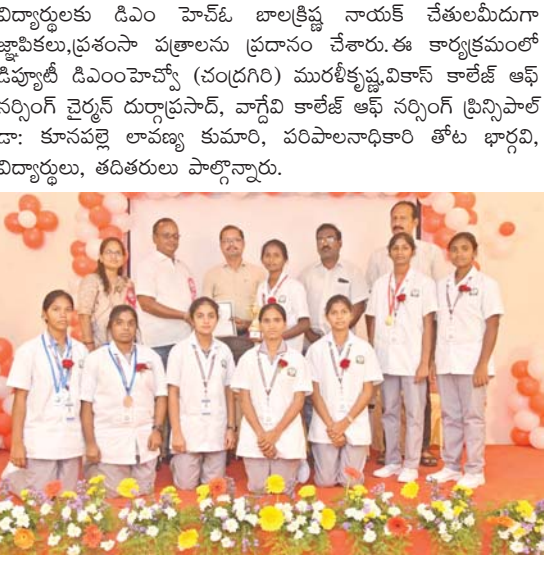 విద్యార్థులకు డిఎం హెచ్ఓ బాలక్రిష్ణ నాయక్ చేతులమీదుగా
జ్ఞాపికలు,ప్రశంసా పత్రాలను ప్రదానం చేశారు.ఈ కార్యక్రమంలో
డిప్యూటీ డిఎంంహెచ్వో (చంద్రగిరి) మురళీకృష్ణ,వికాస్ కాలేజ్ ఆఫ్
నర్సింగ్ చైర్మన్ దుర్గాప్రసాద్, వాగ్దేవి కాలేజ్ ఆఫ్ నర్సింగ్ ప్రిన్సిపాల్
డా: కూనపల్లె లావణ్య కుమారి, పరిపాలనాధికారి తోట భార్గవి,
విద్యార్థులు, తదితరులు పాల్గొన్నారు.